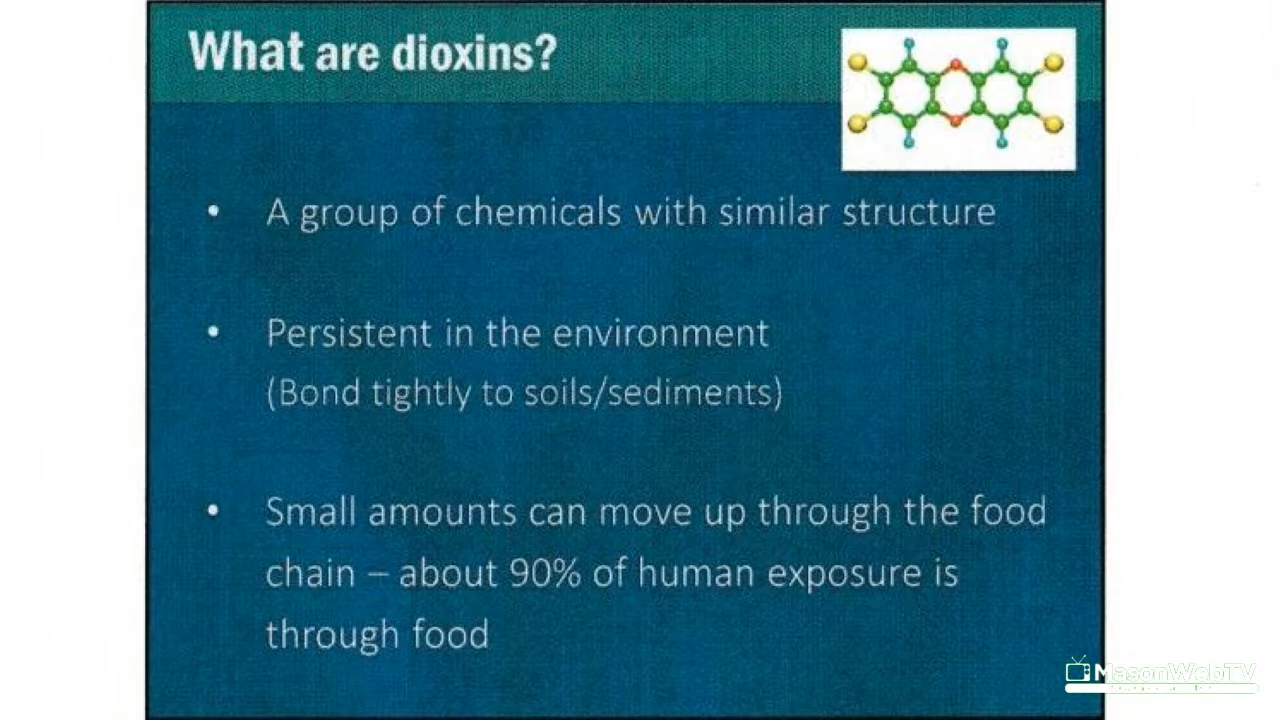 What are dioxins?
• A group of chemicals with similar structure
• Persistent in the environment
(Bond tightly to soils/sediments)
• Small amounts can move up through the food
chain – about 90% of human exposure is
through food
MasonWebTV